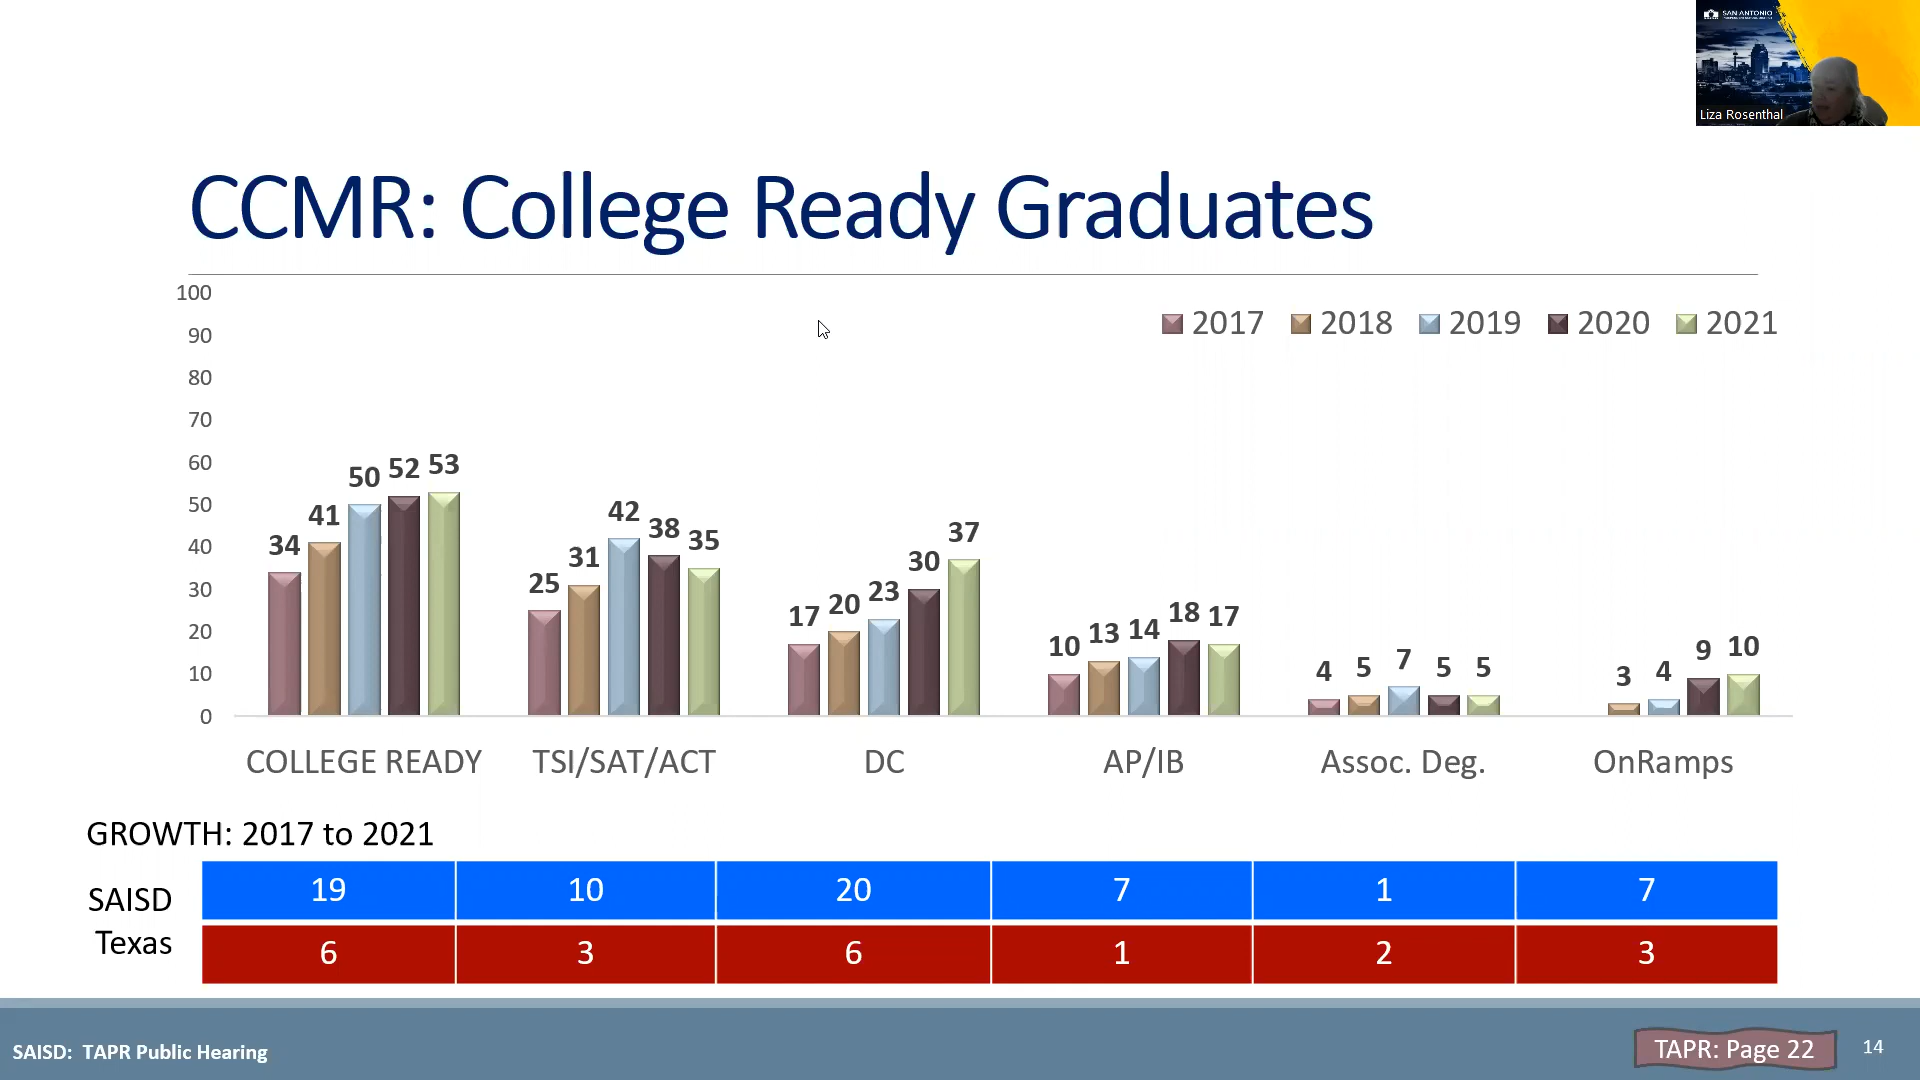 SAN ANTONIO
Liza Rosenthal
CCMR: College Ready Graduates
2017 2018 2019 2020 2021
100
90
80
70
60
50
40
30
20
10
0
34 41 50 52 53
25 31 42 38 35
17 20 23 30 37
10 13 14 18 17
4 5 7 5 5
3 4 9 10
COLLEGE READY TSI/SAT/ACT DC AP/IB Assoc. Deg. OnRamps
GROWTH: 2017 to 2021
SAISD 19 10 20 7 1 7
Texas 6 3 6 1 2 3
SAISD: TAPR Public Hearing
TAPR: Page 22
14